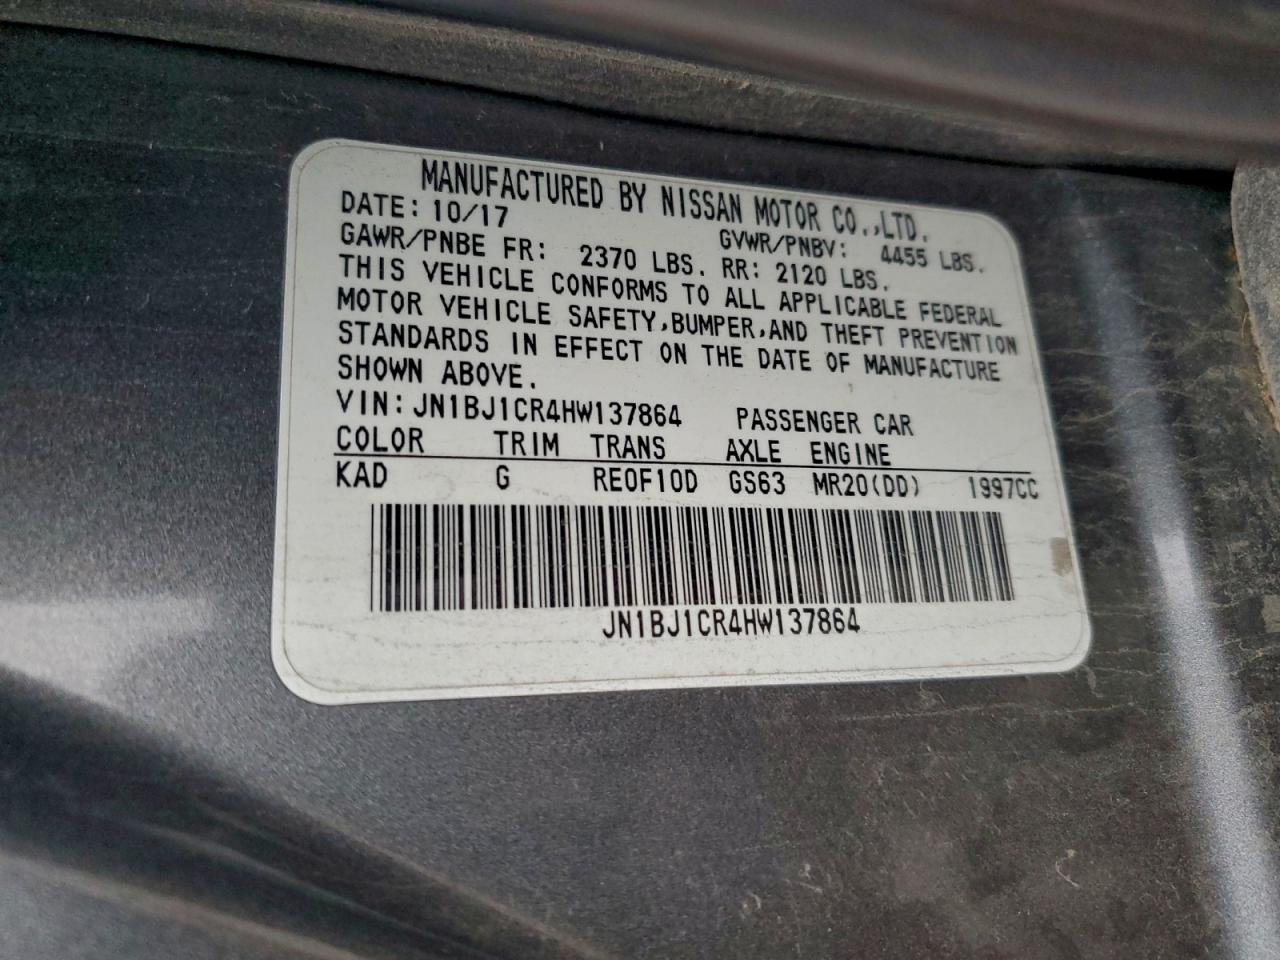 MANUFACTURED BY NISSAN MOTOR CO.,LTD.
DATE: 10/17 GVWR/PNBV: 4455 LBS.
GAWR/PNBE FR: 2370 LBS. RR: 2120 LBS.
THIS VEHICLE CONFORMS TO ALL APPLICABLE FEDERAL
MOTOR VEHICLE SAFETY,BUMPER,AND THEFT PREVENTION
STANDARDS IN EFFECT ON THE DATE OF MANUFACTURE
SHOWN ABOVE.
VIN: JN1BJ1CR4HW137864 PASSENGER CAR
COLOR TRIM TRANS AXLE ENGINE
KAD G RE0F10D GS63 MR20(DD) 1997CC
JN1BJ1CR4HW137864